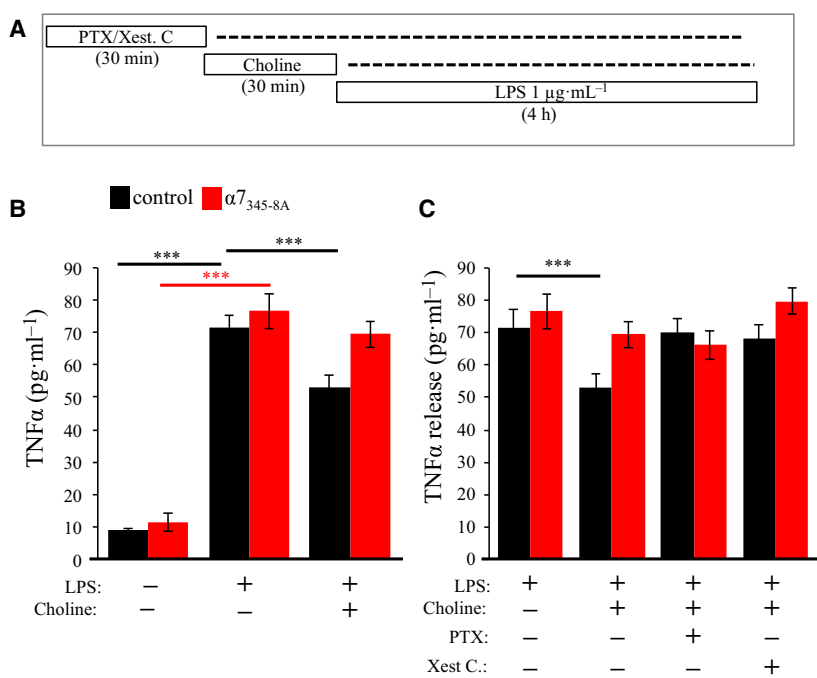 A
PTX/Xest. C
(30 min)
Choline
(30 min)
LPS 1 µg·mL⁻¹
(4 h)
control α7₃₄₅₋₈A
B
*** ***
***
TNFα (pg·ml⁻¹)
90
80
70
60
50
40
30
20
10
0
LPS: – + +
Choline: – – +
C
***
TNFα release (pg·ml⁻¹)
90
80
70
60
50
40
30
20
10
0
LPS: + + + +
Choline: – + + +
PTX: – – + –
Xest C.: – – – +